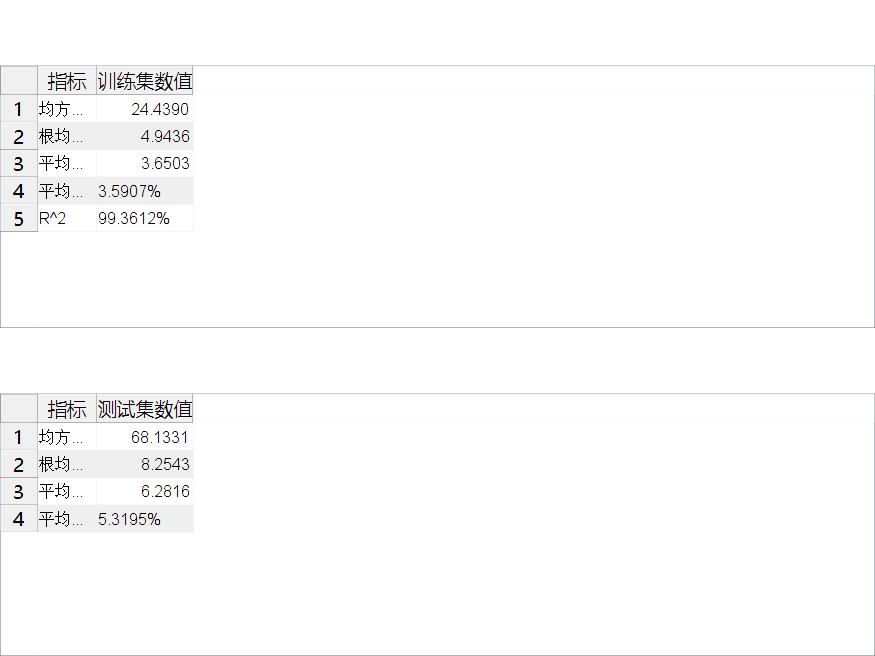 指标 训练集数值
1 均方... 24.4390
2 根均... 4.9436
3 平均... 3.6503
4 平均... 3.5907%
5 R^2 99.3612%
指标 测试集数值
1 均方... 68.1331
2 根均... 8.2543
3 平均... 6.2816
4 平均... 5.3195%